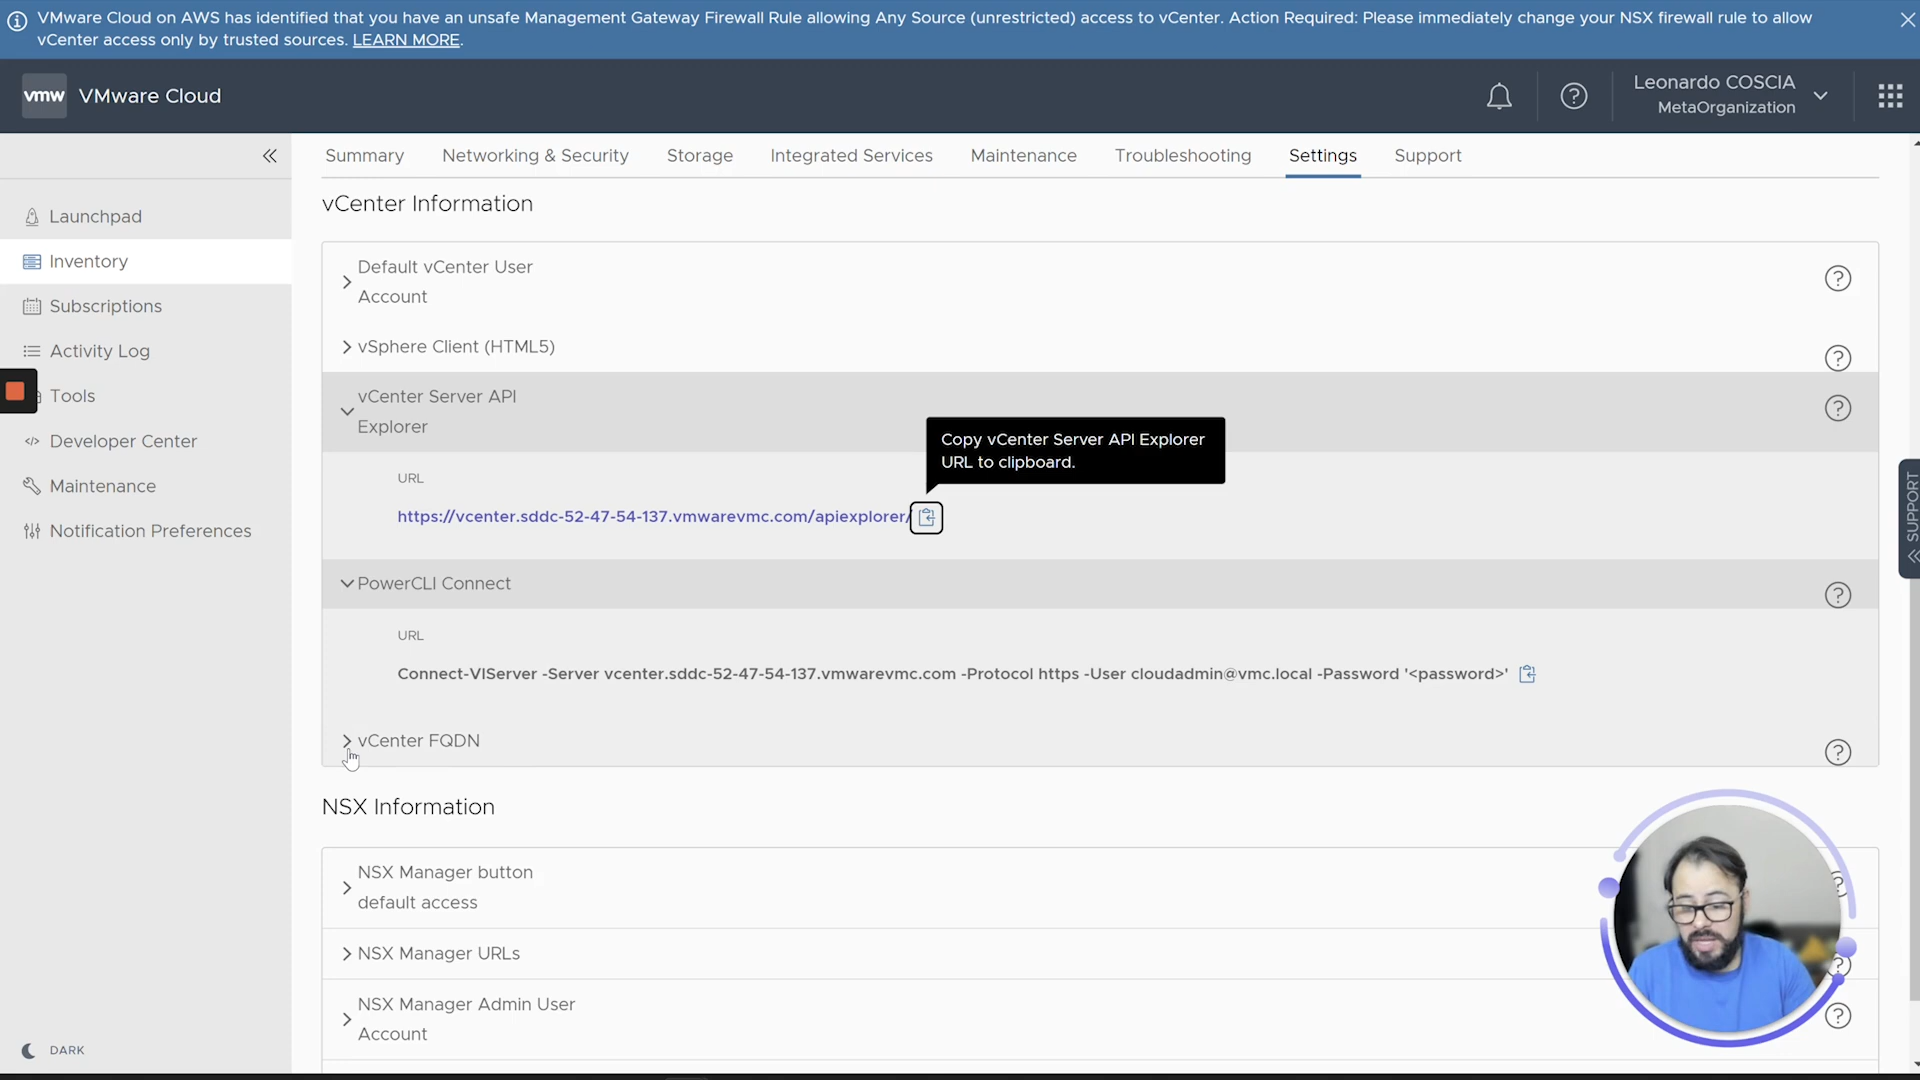 VMware Cloud on AWS has identified that you have an unsafe Management Gateway Firewall Rule allowing Any Source (unrestricted) access to vCenter. Action Required: Please immediately change your NSX firewall rule to allow
vCenter access only by trusted sources. LEARN MORE.
vmw VMware Cloud
Leonardo COSCIA
MetaOrganization
Summary Networking & Security Storage Integrated Services Maintenance Troubleshooting Settings Support
Launchpad
Inventory
Subscriptions
Activity Log
Tools
Developer Center
Maintenance
Notification Preferences
DARK
vCenter Information
Default vCenter User
Account
vSphere Client (HTML5)
vCenter Server API
Explorer
Copy vCenter Server API Explorer
URL to clipboard.
URL
https://vcenter.sddc-52-47-54-137.vmwarevmc.com/apiexplorer/
PowerCLI Connect
URL
Connect-VIServer -Server vcenter.sddc-52-47-54-137.vmwarevmc.com -Protocol https -User cloudadmin@vmc.local -Password '<password>'
vCenter FQDN
NSX Information
NSX Manager button
default access
NSX Manager URLs
NSX Manager Admin User
Account
SUPPORT